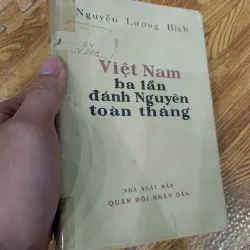 Nguyễn Lương Bích
Việt Nam
ba lần
đánh Nguyên
toàn thắng
NHÀ XUẤT BẢN
QUÂN ĐỘI NHÂN DÂN